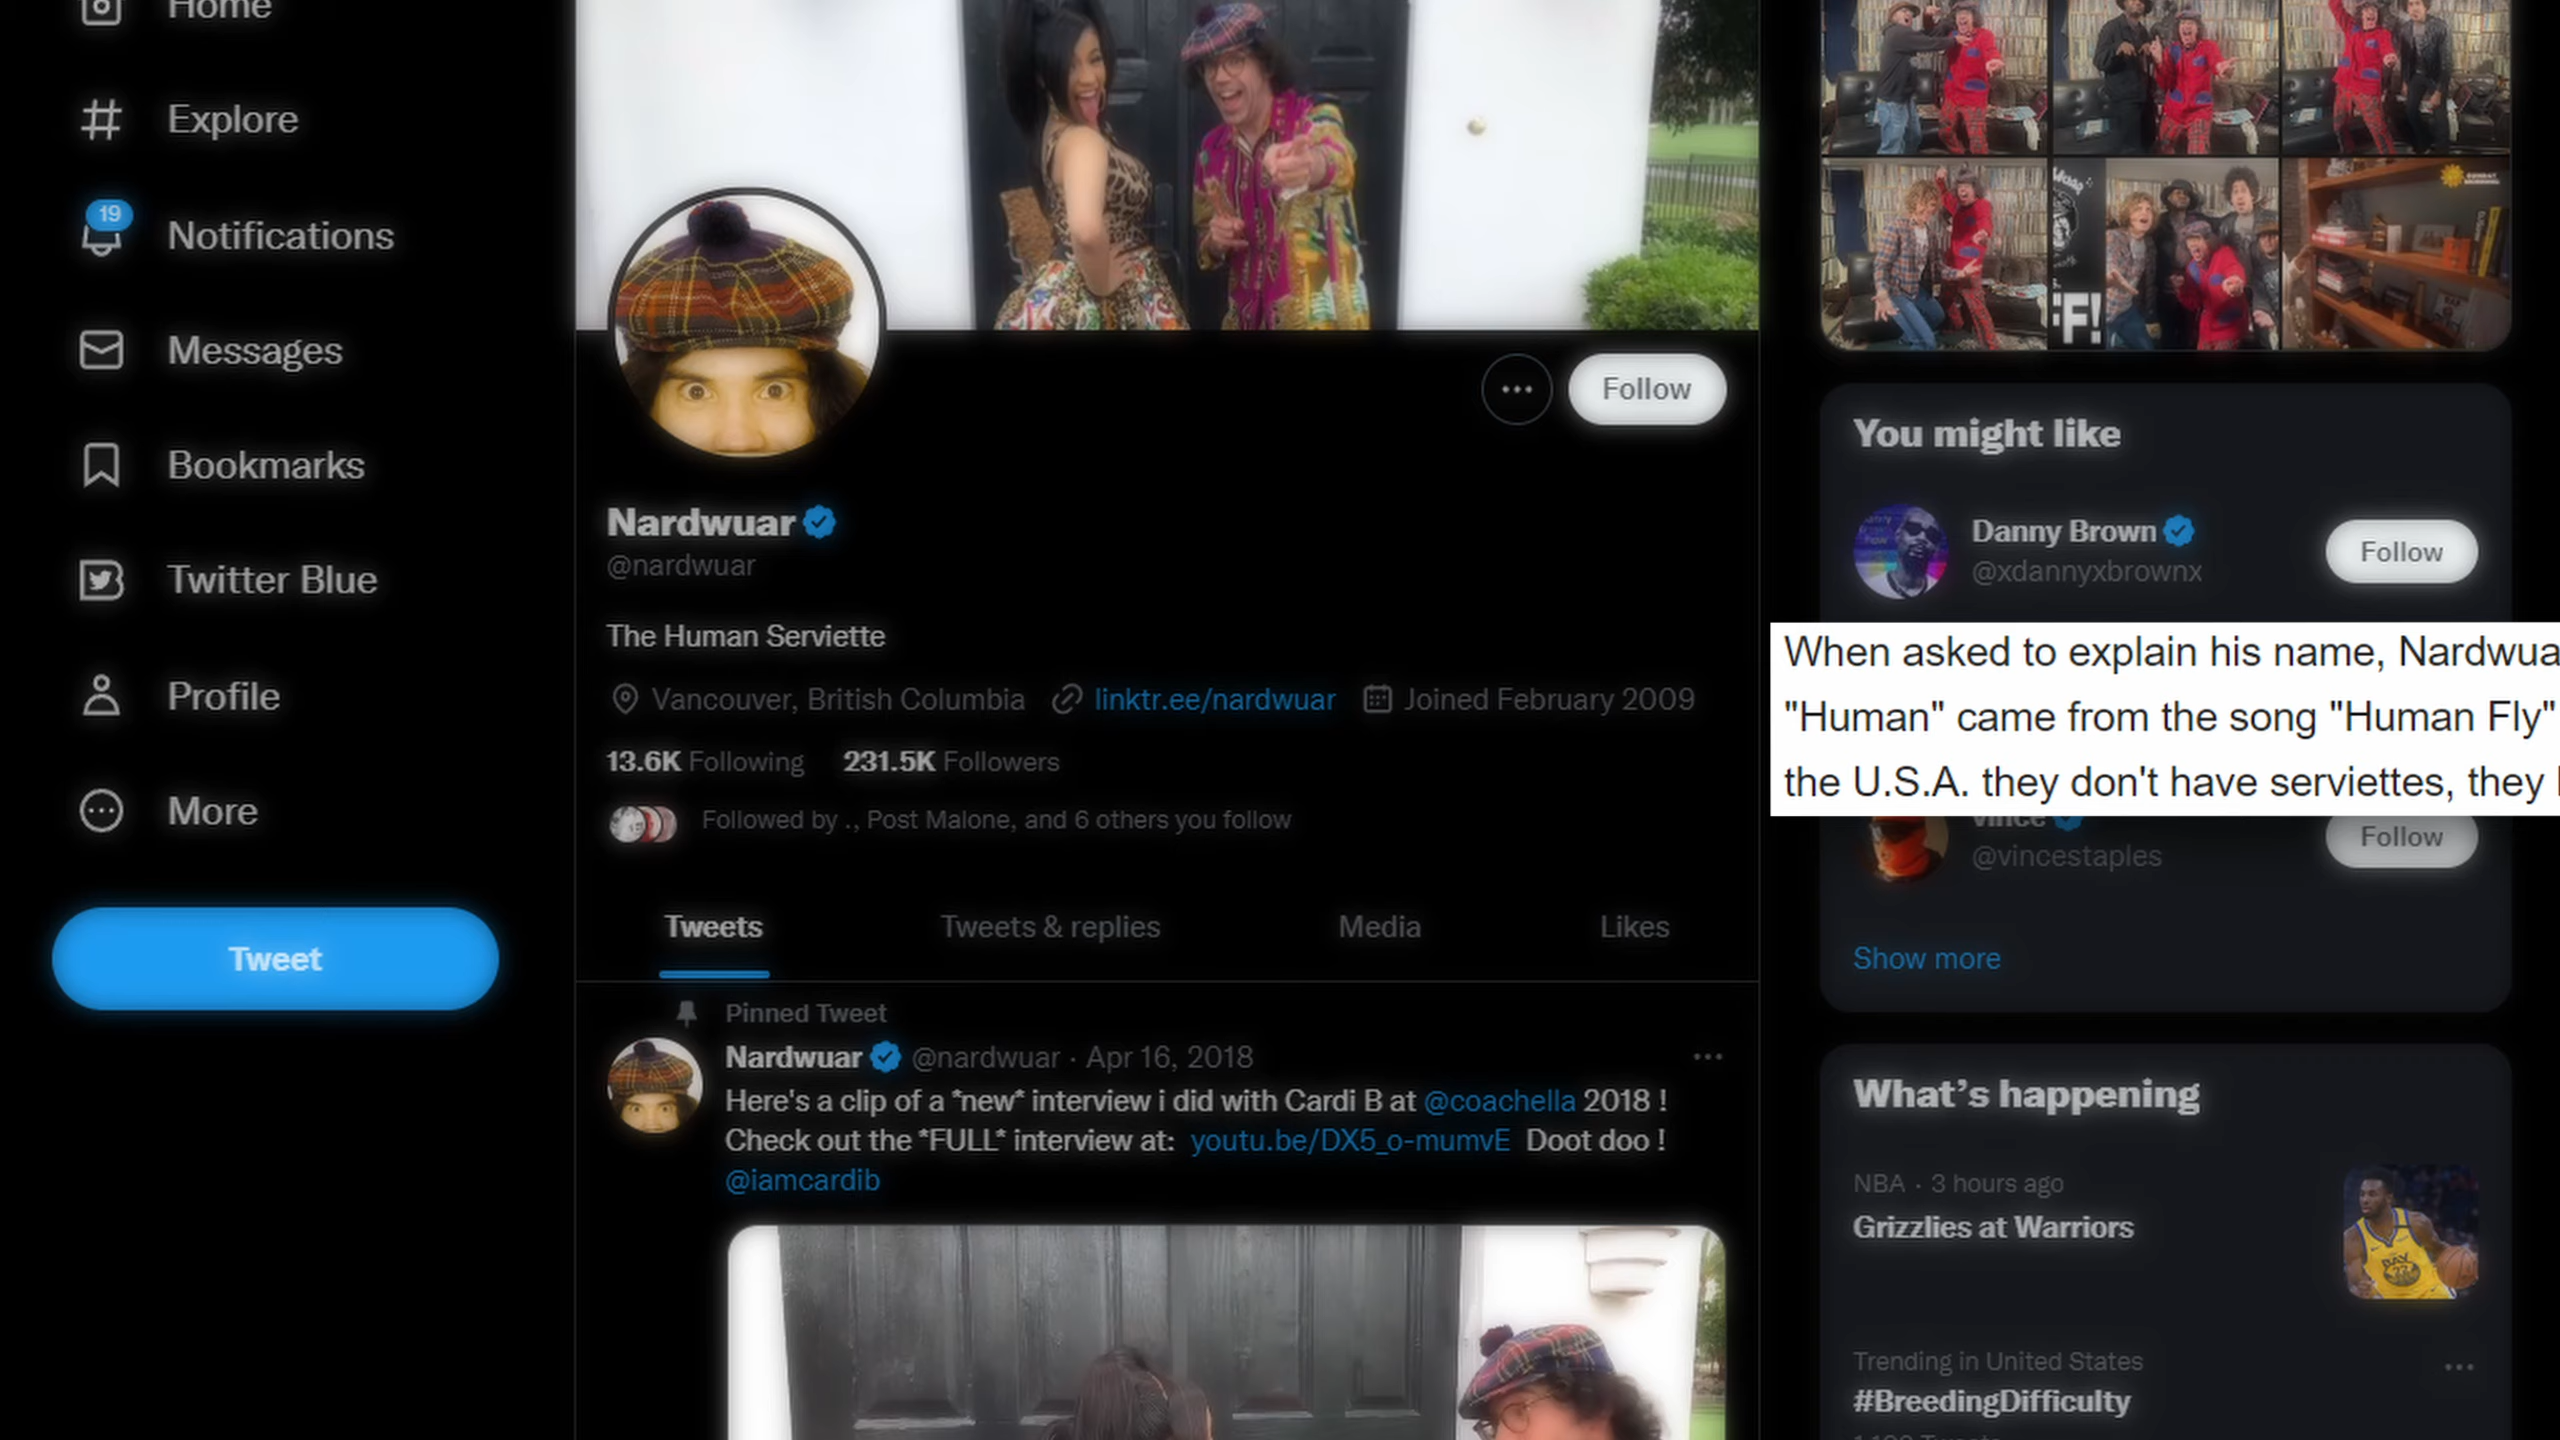 Home
Explore
19
Notifications
Messages
Bookmarks
Twitter Blue
Profile
More
Tweet
Follow
Nardwuar
@nardwuar
The Human Serviette
Vancouver, British Columbia linktr.ee/nardwuar Joined February 2009
13.6K Following 231.5K Followers
Followed by ., Post Malone, and 6 others you follow
Tweets Tweets & replies Media Likes
Pinned Tweet
Nardwuar @nardwuar · Apr 16, 2018
Here's a clip of a *new* interview i did with Cardi B at @coachella 2018 !
Check out the *FULL* interview at: youtu.be/DX5_o-mumvE Doot doo !
@iamcardib
FF!
You might like
Danny Brown
@xdannyxbrownx
Follow
When asked to explain his name, Nardwua
"Human" came from the song "Human Fly"
the U.S.A. they don't have serviettes, they
vince
@vincestaples
Follow
Show more
What's happening
NBA · 3 hours ago
Grizzlies at Warriors
BAY
22
Trending in United States
#BreedingDifficulty